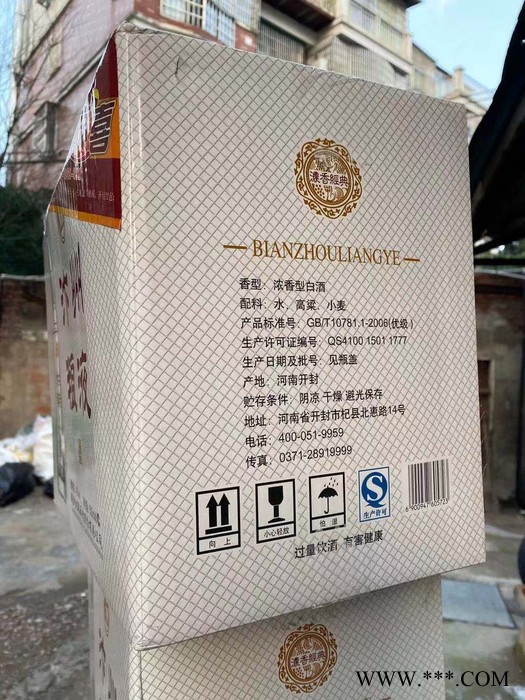 濃香經典
BIANZHOULIANGYE
香型：浓香型白酒
配料：水、高粱、小麦
产品标准号：GB/T10781.1-2006(优级)
生产许可证编号：QS4100 1501 1777
生产日期及批号：见瓶盖
产地：河南开封
贮存条件：阴凉 干燥 避光保存
地址：河南省开封市杞县北惠路14号
电话：400-051-9959
传真：0371-28919999
向上
小心轻放
怕湿
生产许可
6900947605723
过量饮酒 有害健康
喜
汴州
粮液
濃香經典
www.***.com